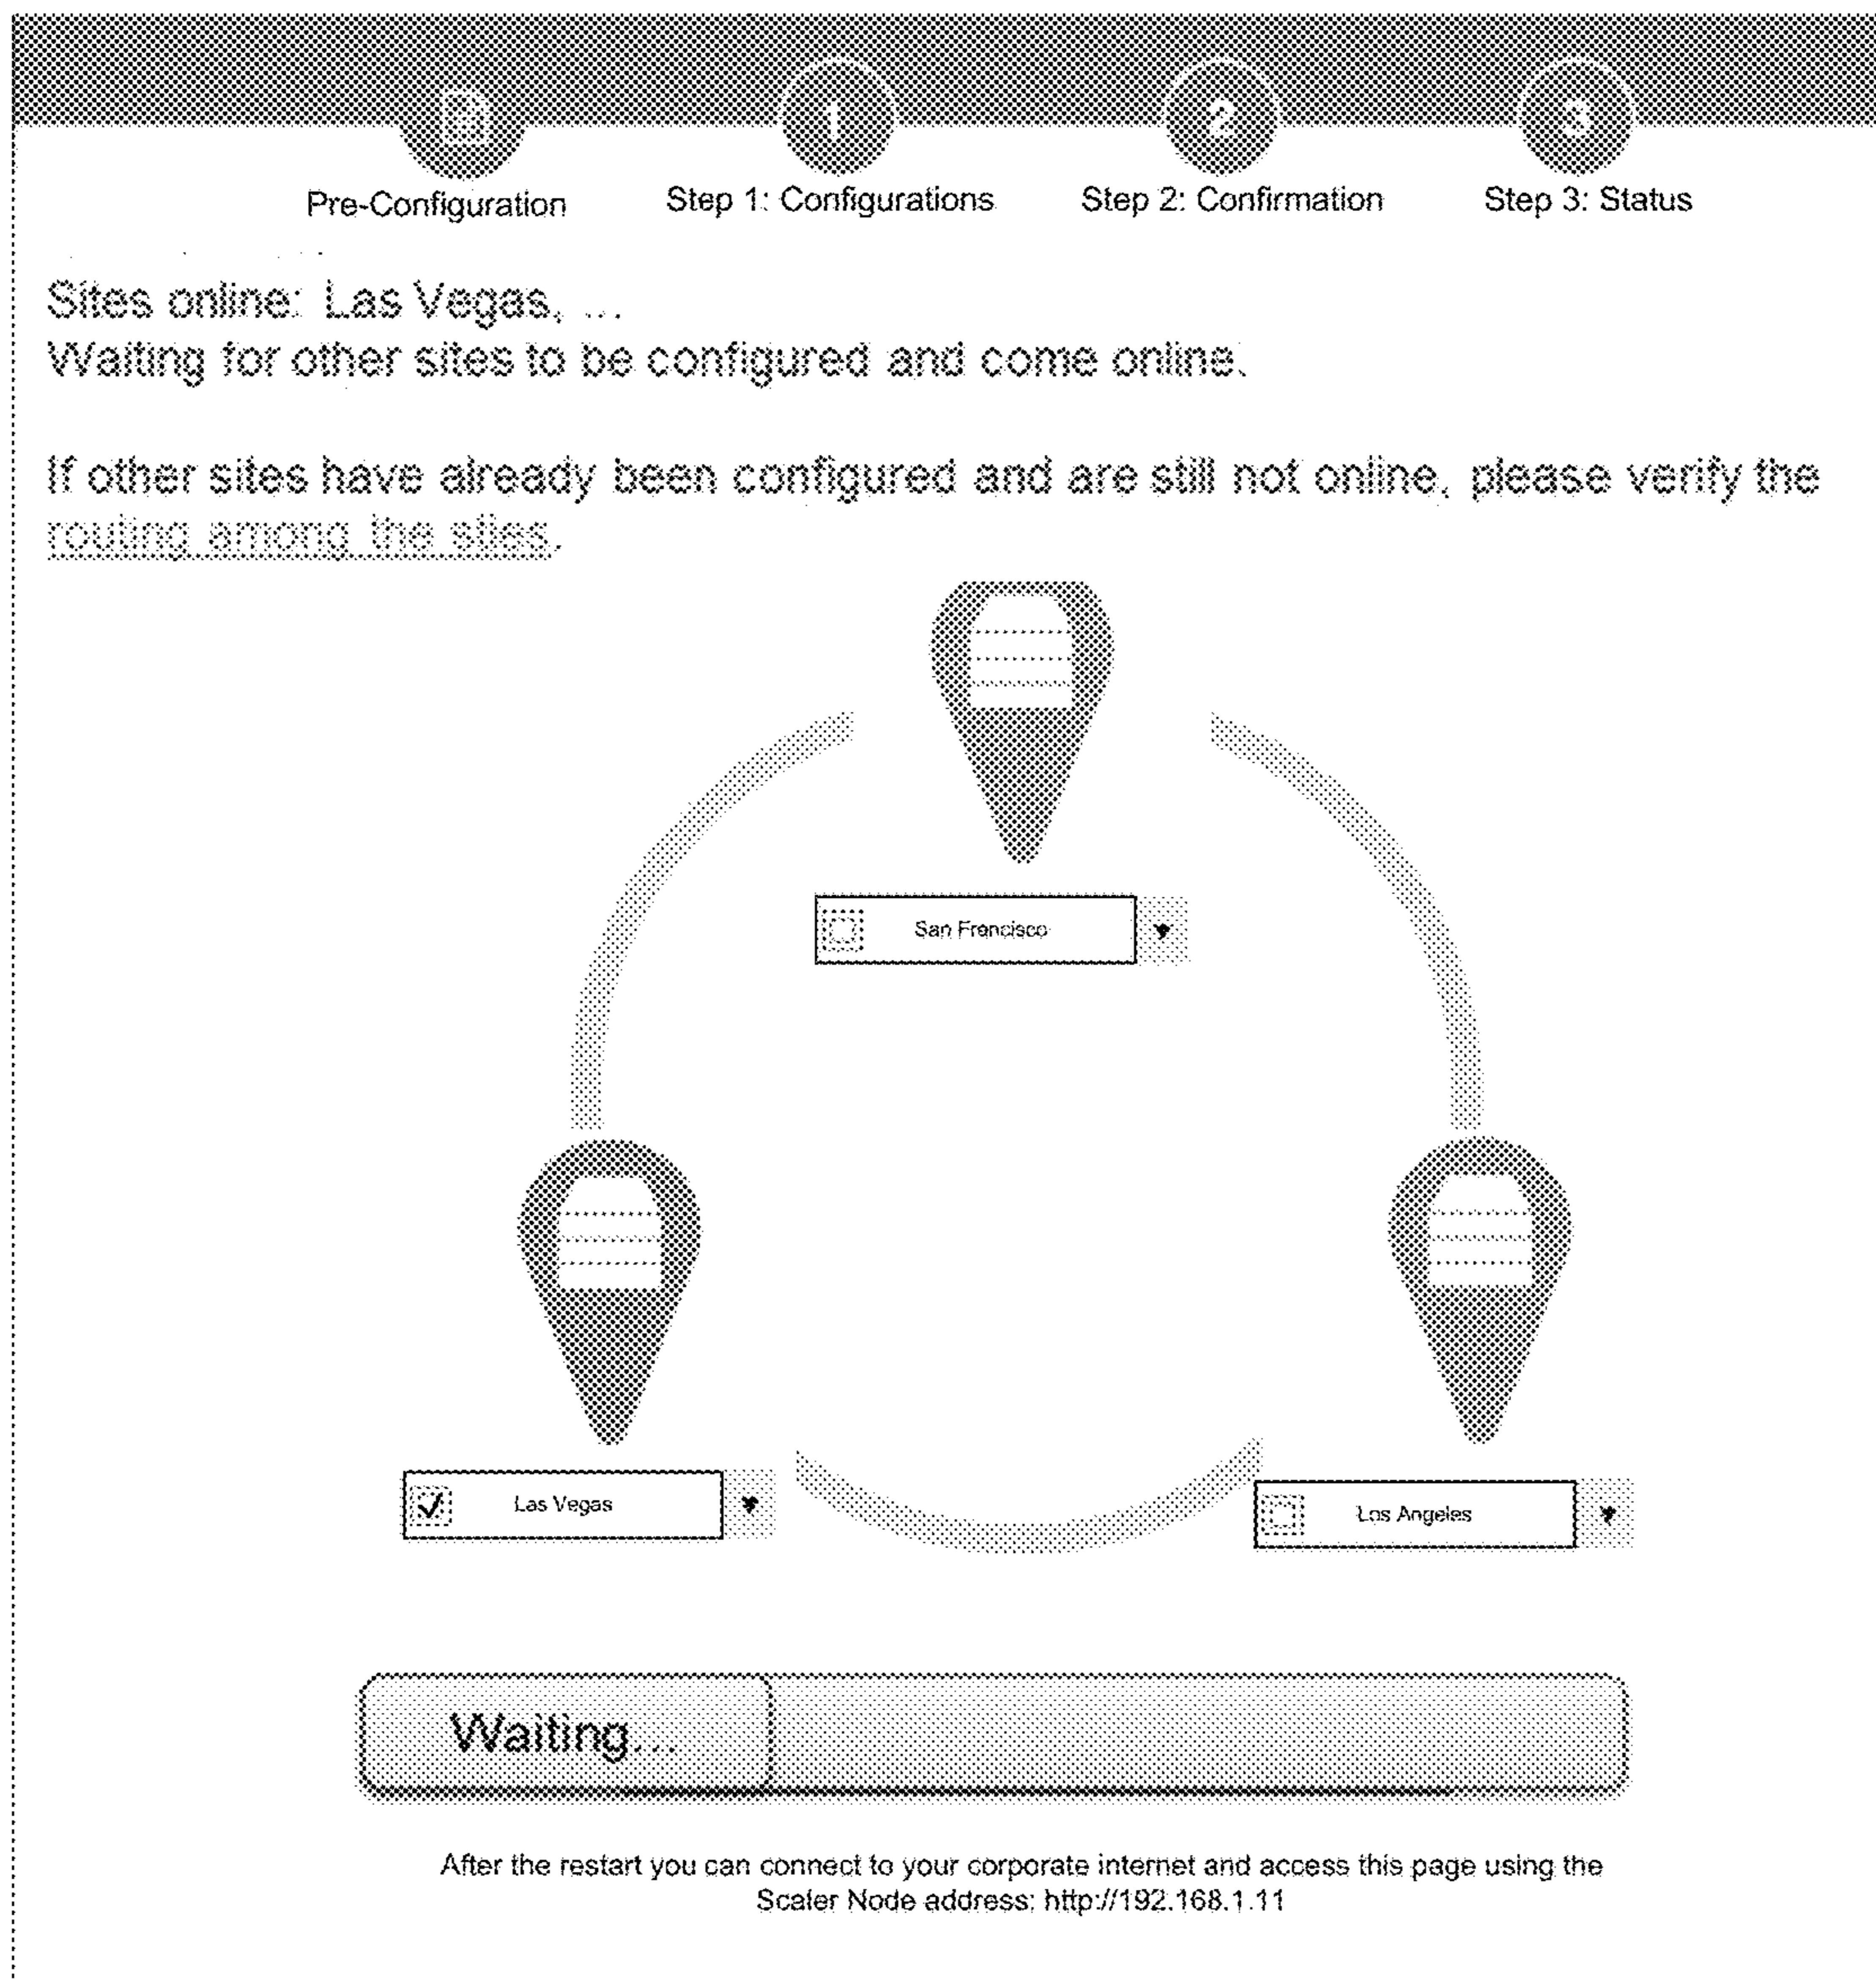 1
2
3
Pre-Configuration
Step 1: Configurations
Step 2: Confirmation
Step 3: Status
Sites online: Las Vegas, ...
Waiting for other sites to be configured and come online.
If other sites have already been configured and are still not online, please verify the
routing among the sites.
San Francisco
Las Vegas
Los Angeles
Waiting...
After the restart you can connect to your corporate internet and access this page using the
Scaler Node address: http://192.168.1.11